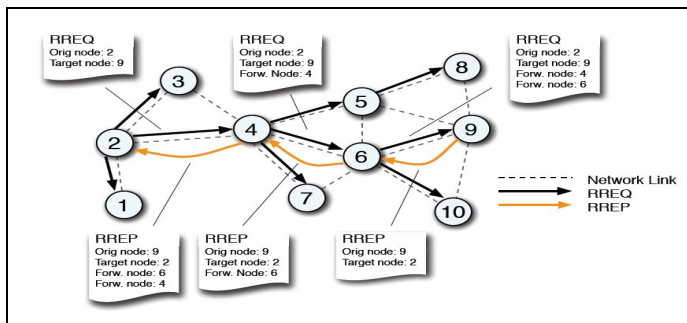 RREQ
Orig node: 2
Target node: 9
RREQ
Orig node: 2
Target node: 9
Forw. Node: 4
RREQ
Orig node: 2
Target node: 9
Forw. node: 4
Forw. node: 6
3
8
5
2
4
9
6
1
7
10
Network Link
RREQ
RREP
RREP
Orig node: 9
Target node: 2
Forw. node: 6
Forw. node: 4
RREP
Orig node: 9
Target node: 2
Forw. Node: 6
RREP
Orig node: 9
Target node: 2